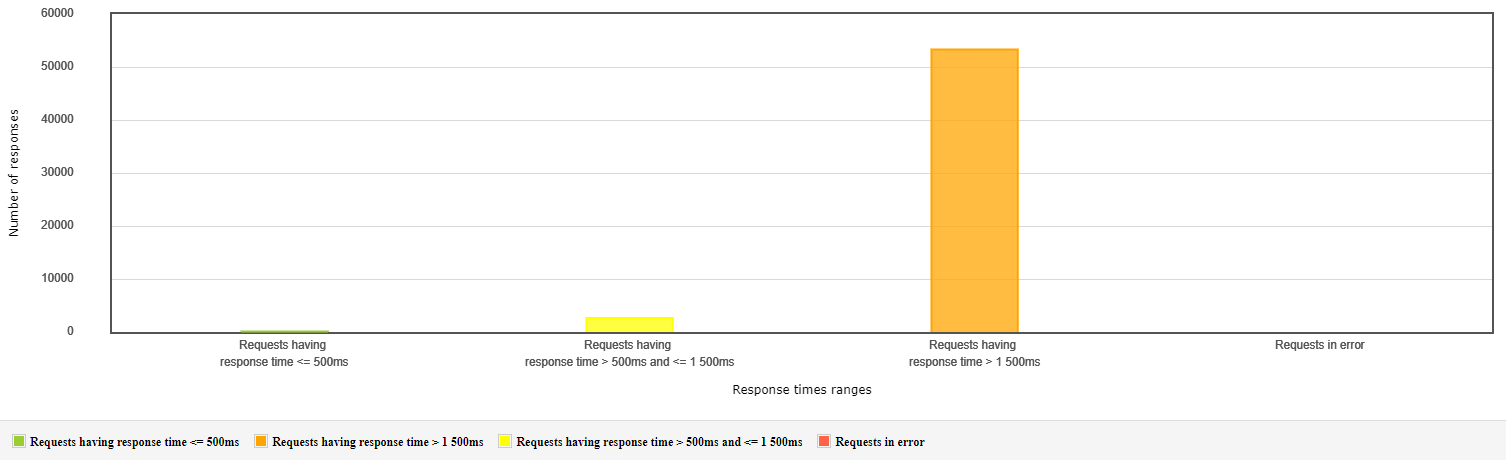 60000
50000
40000
30000
20000
10000
0
Number of responses
Requests having
response time <= 500ms
Requests having
response time > 500ms and <= 1 500ms
Requests having
response time > 1 500ms
Requests in error
Response times ranges
Requests having response time <= 500ms Requests having response time > 1 500ms Requests having response time > 500ms and <= 1 500ms Requests in error